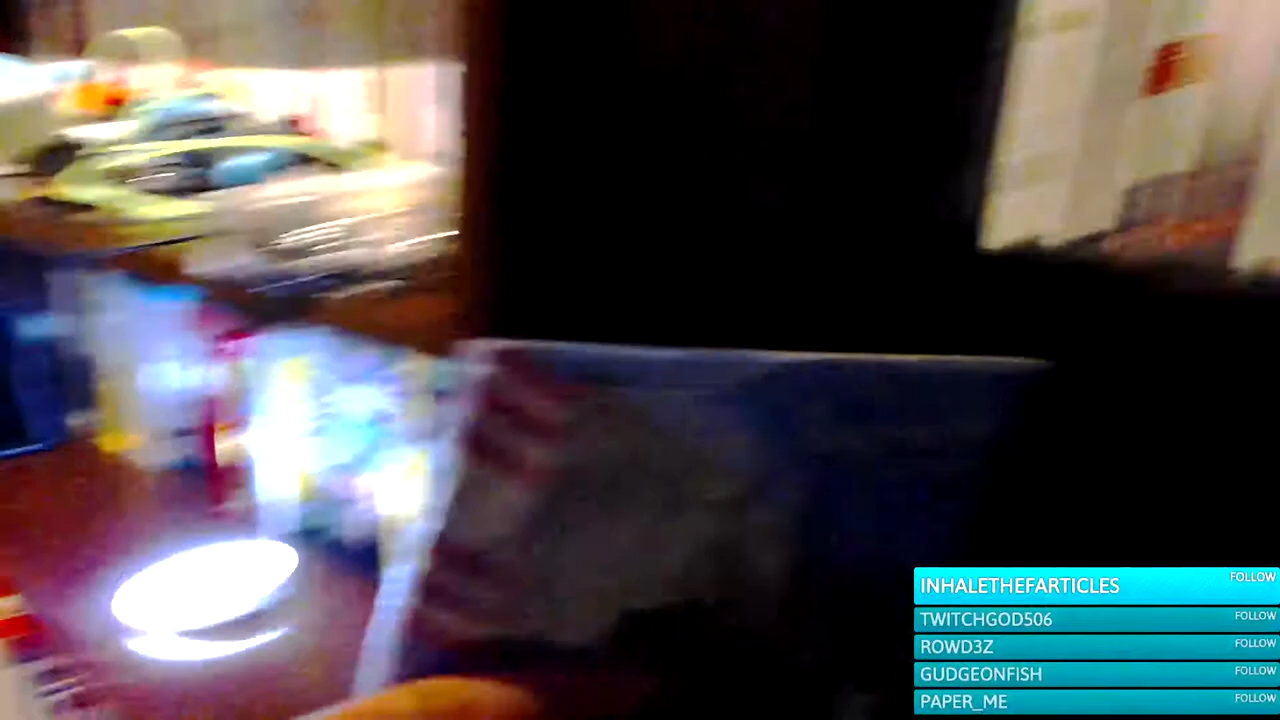 INHALETHEFARTICLES FOLLOW
TWITCHGOD506 FOLLOW
ROWD3Z FOLLOW
GUDGEONFISH FOLLOW
PAPER_ME FOLLOW